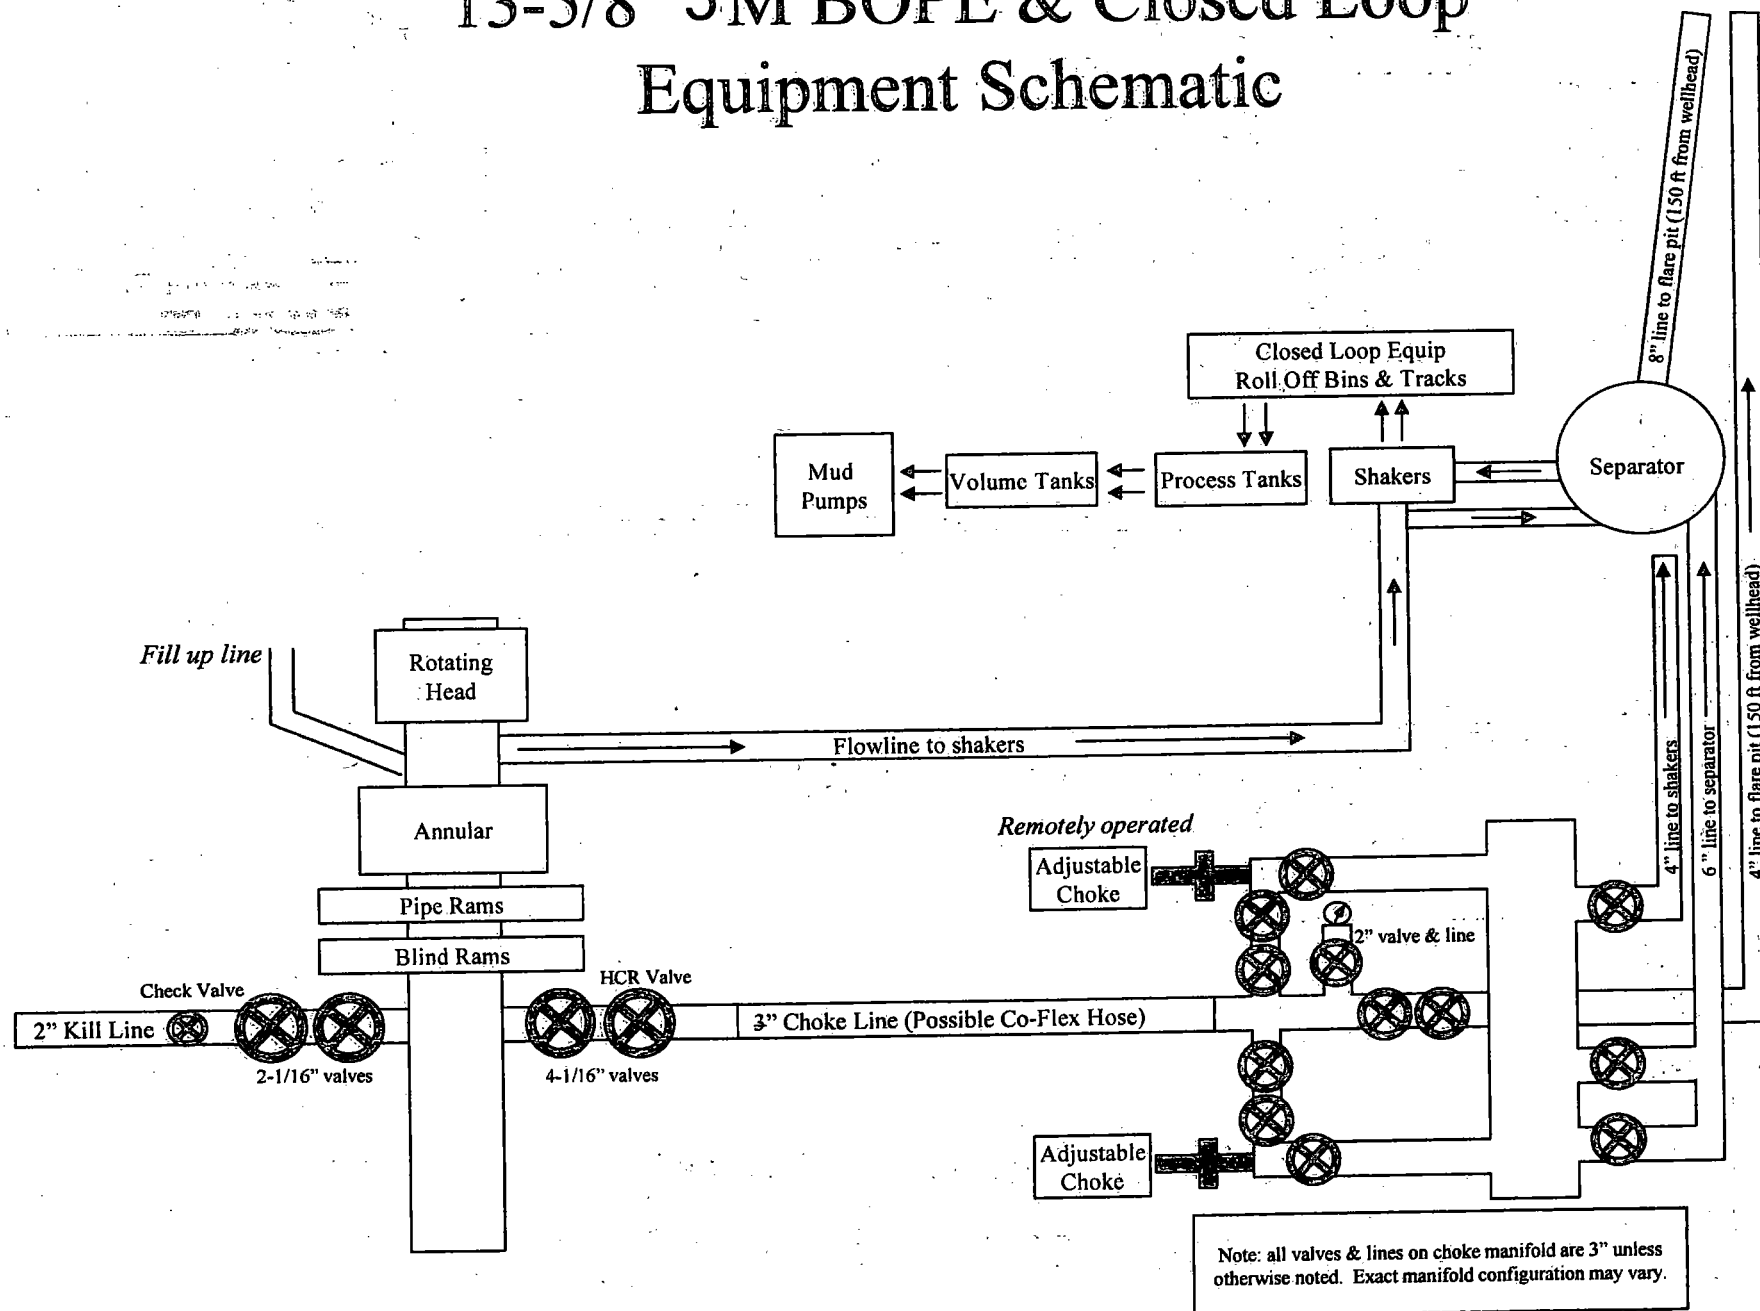 13-5/8" 5M BOPE & Closed Loop
Equipment Schematic
8” line to flare pit (150 ft from wellhead)
Closed Loop Equip
Roll Off Bins & Tracks
Mud
Pumps
Volume Tanks
Process Tanks
Shakers
Separator
Fill up line
Rotating
Head
Flowline to shakers
4” line to shakers
6” line to separator
4” line to flare pit (150 ft from wellhead)
Annular
Remotely operated
Adjustable
Choke
Pipe Rams
2” valve & line
Blind Rams
Check Valve
HCR Valve
2” Kill Line
3” Choke Line (Possible Co-Flex Hose)
2-1/16” valves
4-1/16” valves
Adjustable
Choke
Note: all valves & lines on choke manifold are 3” unless
otherwise noted. Exact manifold configuration may vary.